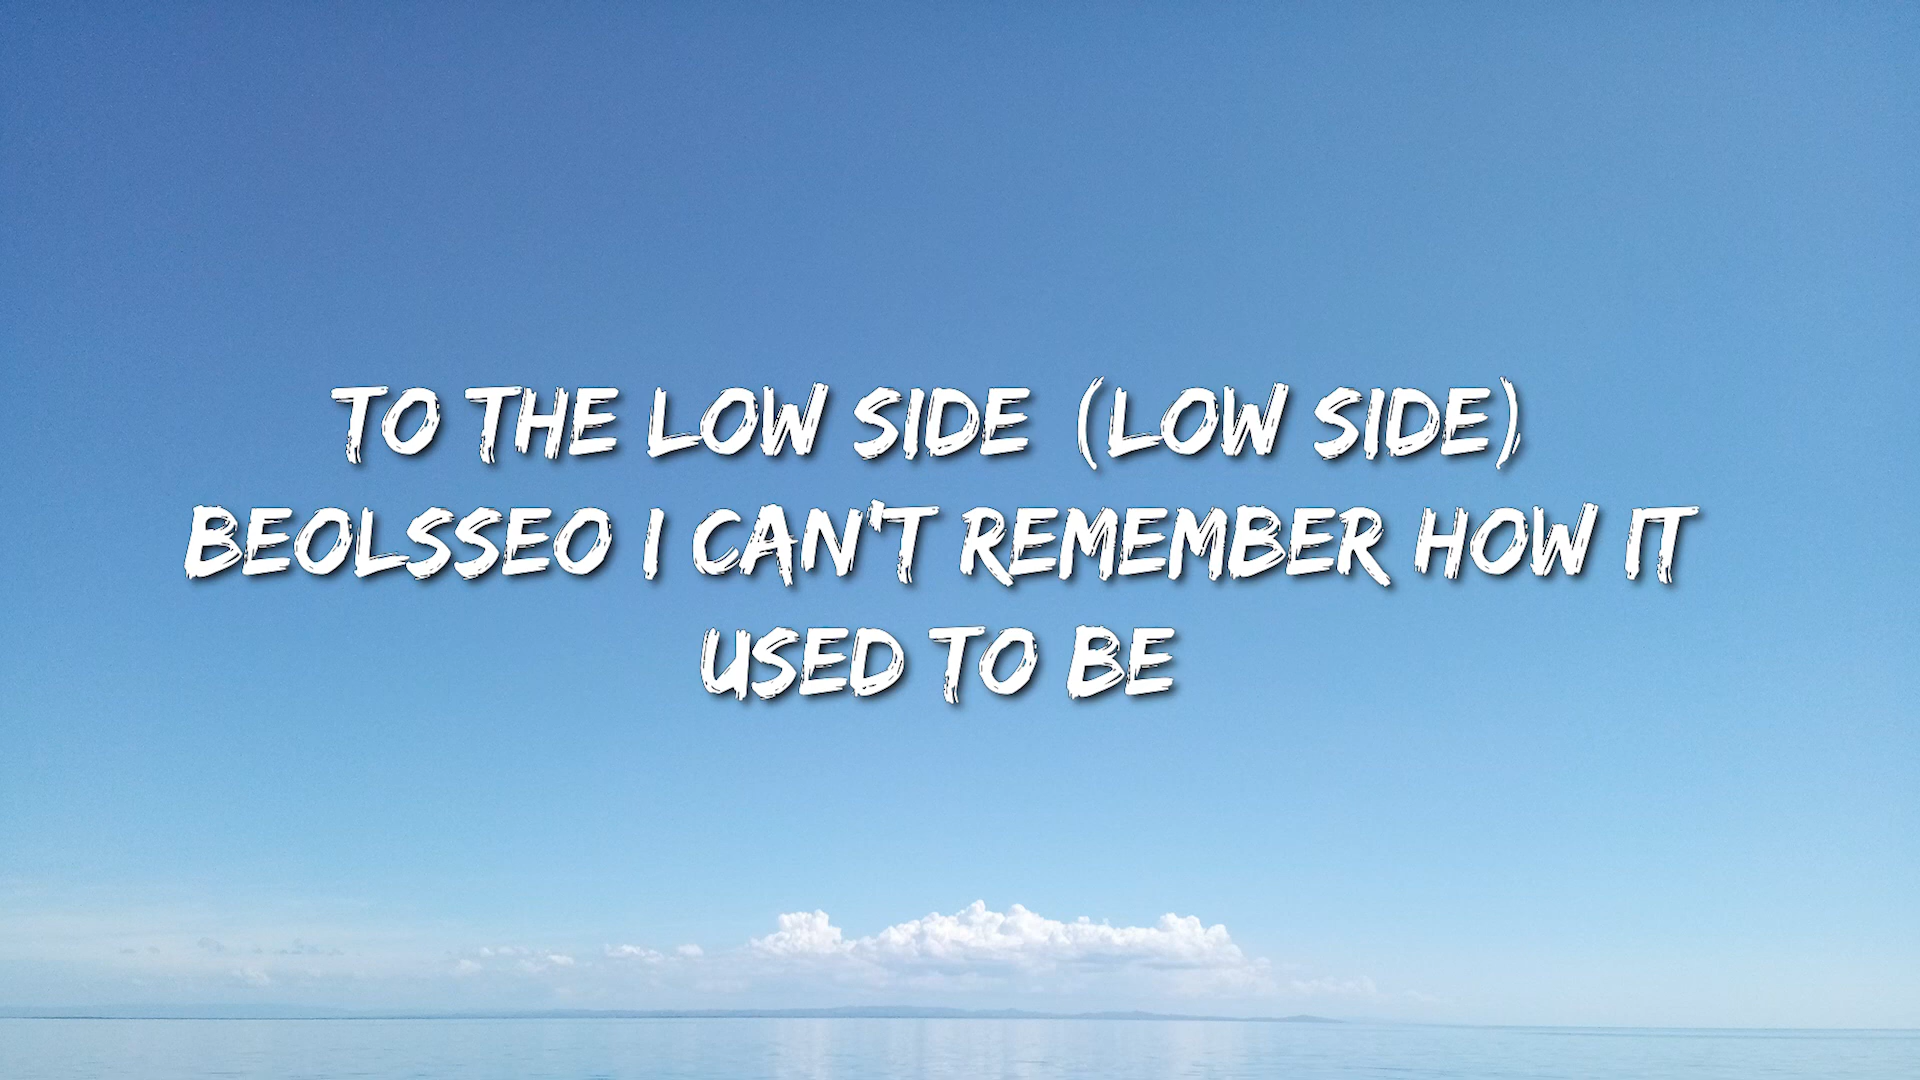 TO THE LOW SIDE (LOW SIDE)
BEOLSSEO I CAN'T REMEMBER HOW IT
USED TO BE